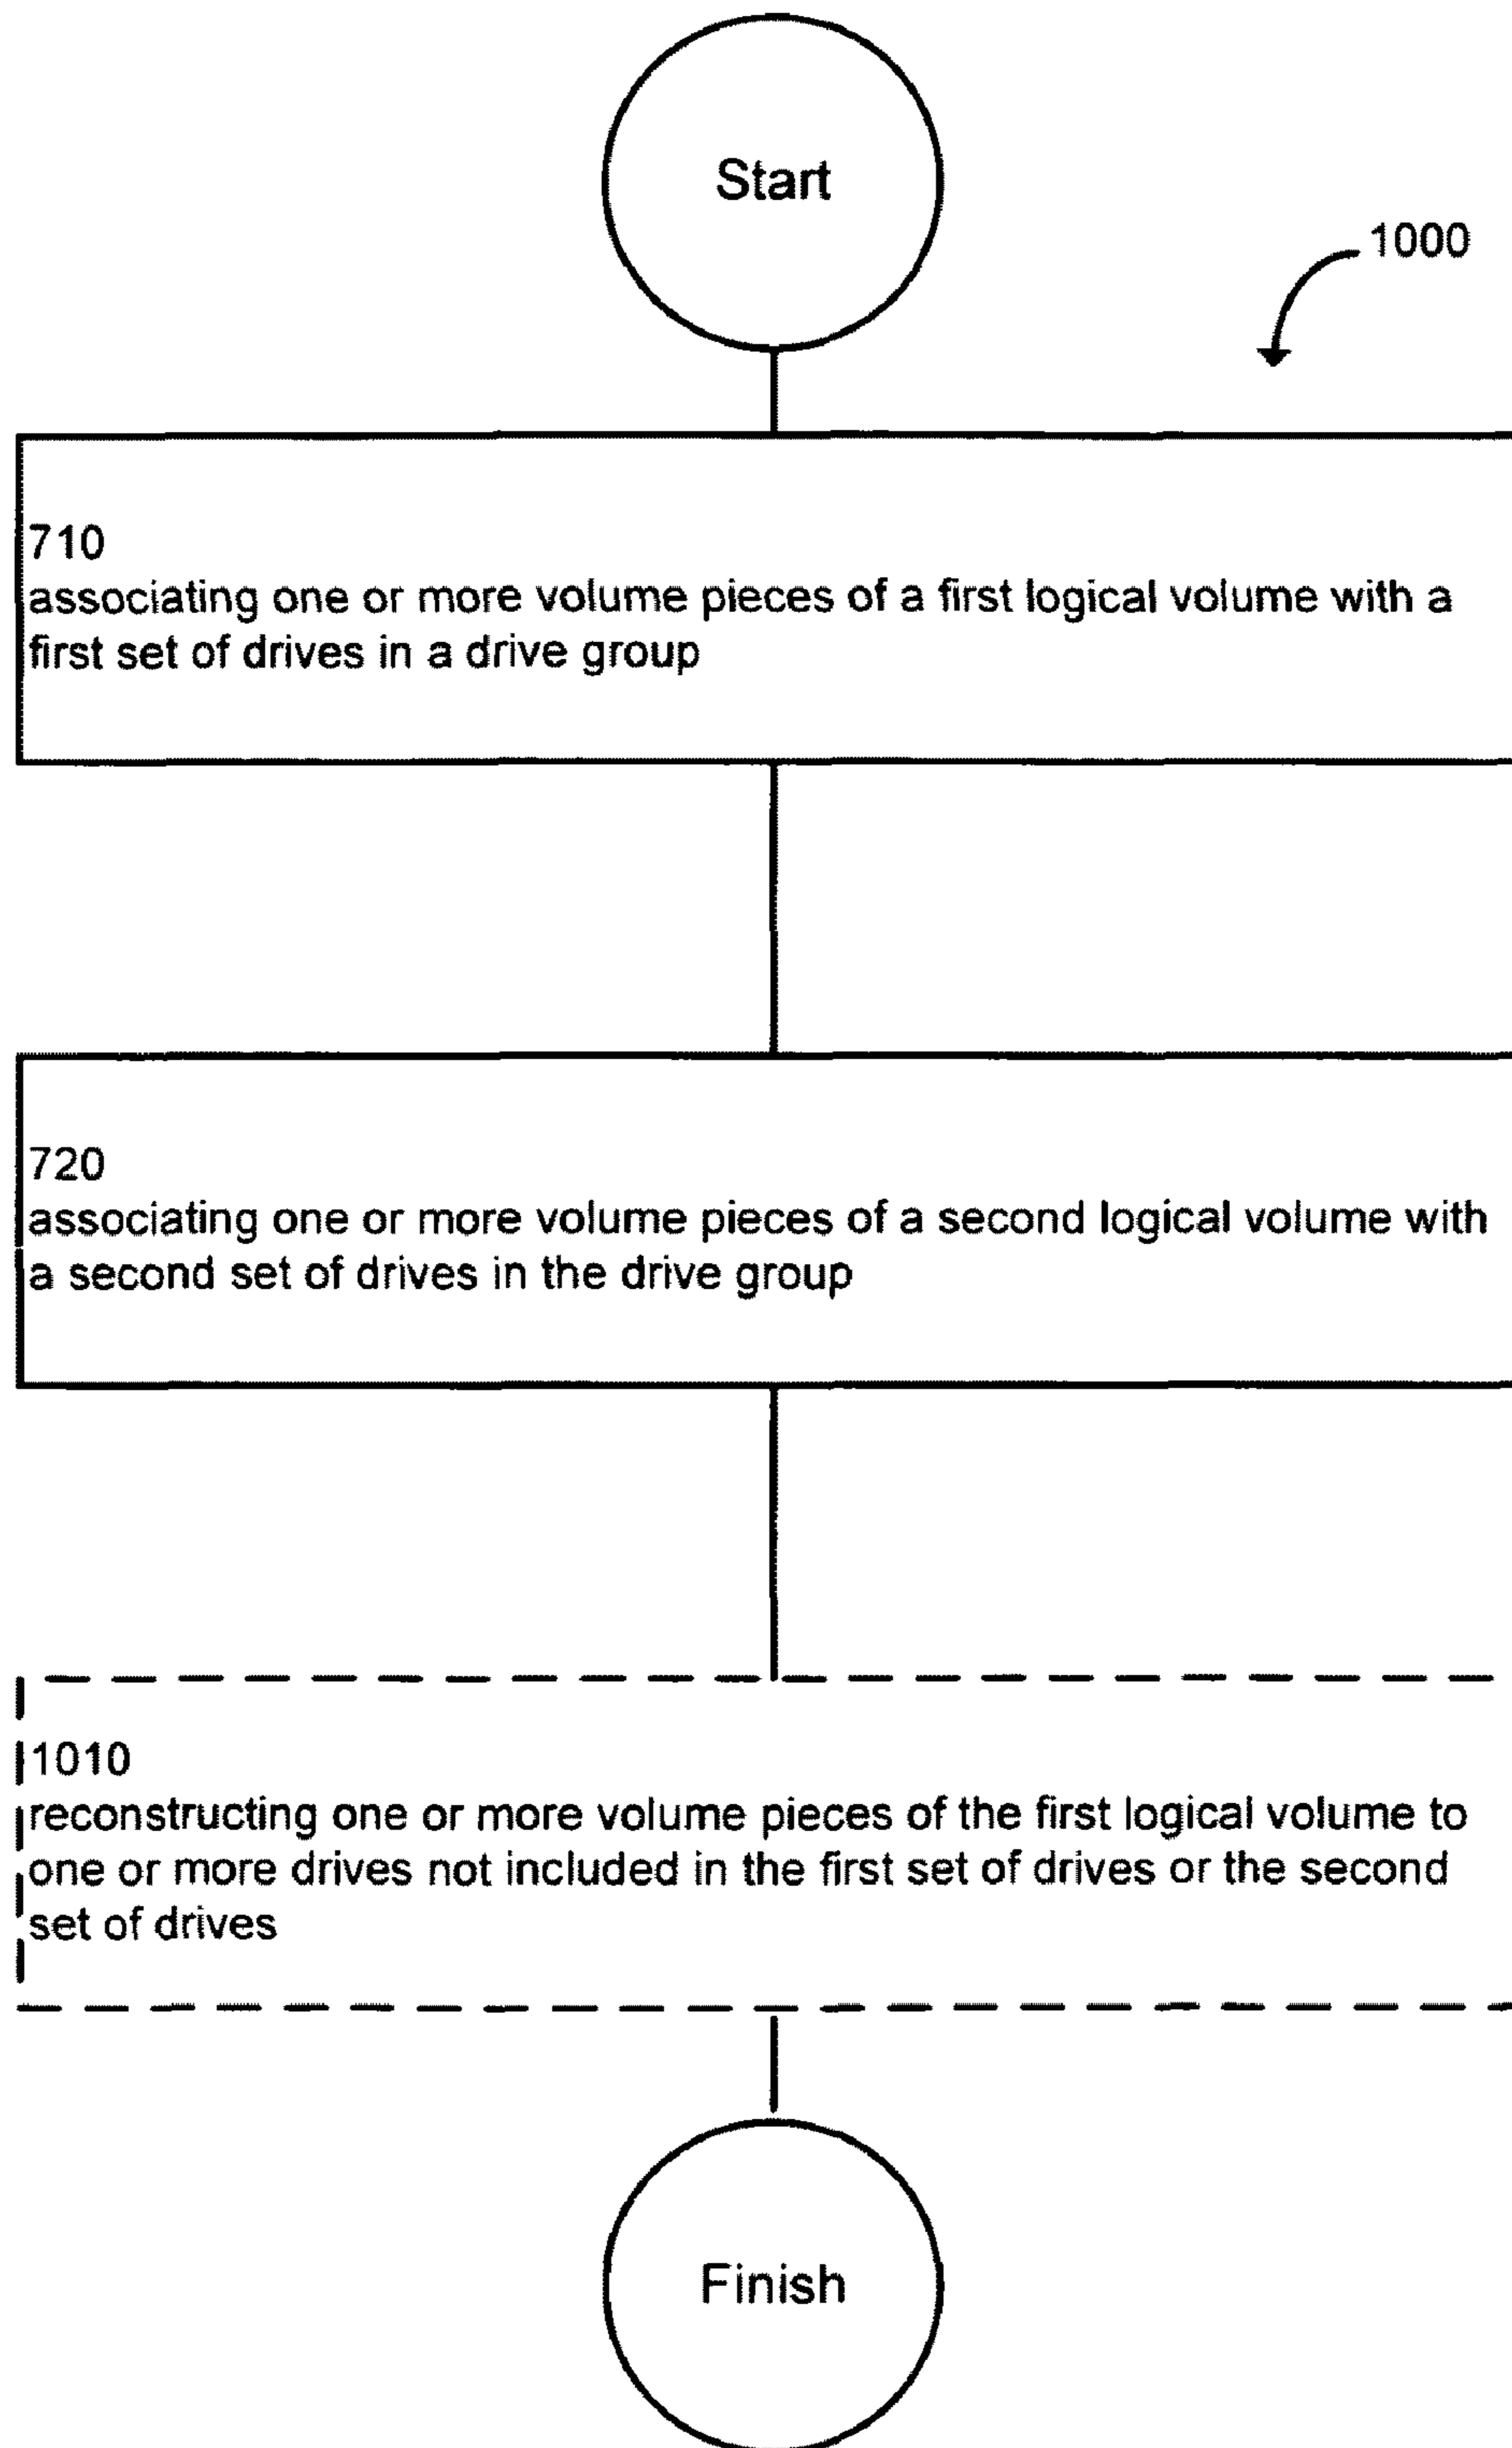 Start
1000
710
associating one or more volume pieces of a first logical volume with a
first set of drives in a drive group
720
associating one or more volume pieces of a second logical volume with
a second set of drives in the drive group
1010
reconstructing one or more volume pieces of the first logical volume to
one or more drives not included in the first set of drives or the second
set of drives
Finish